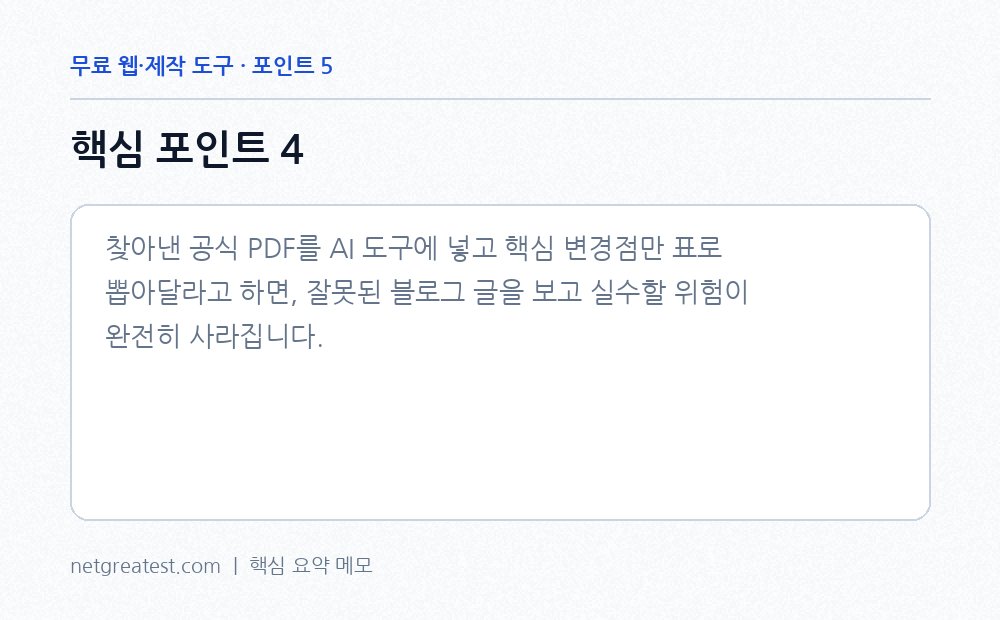 무료 웹·제작 도구 · 포인트 5
핵심 포인트 4
찾아낸 공식 PDF를 AI 도구에 넣고 핵심 변경점만 표로
뽑아달라고 하면, 잘못된 블로그 글을 보고 실수할 위험이
완전히 사라집니다.
netgreatest.com | 핵심 요약 메모